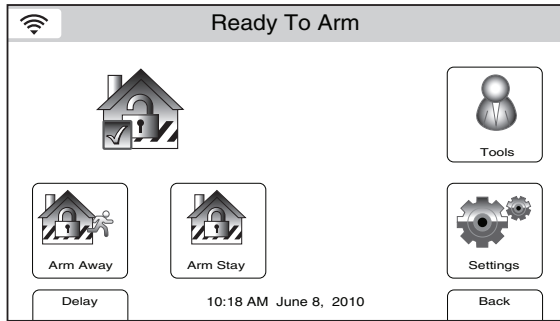 Ready To Arm
Tools
Arm Away
Arm Stay
Settings
Delay
10:18 AM June 8, 2010
Back